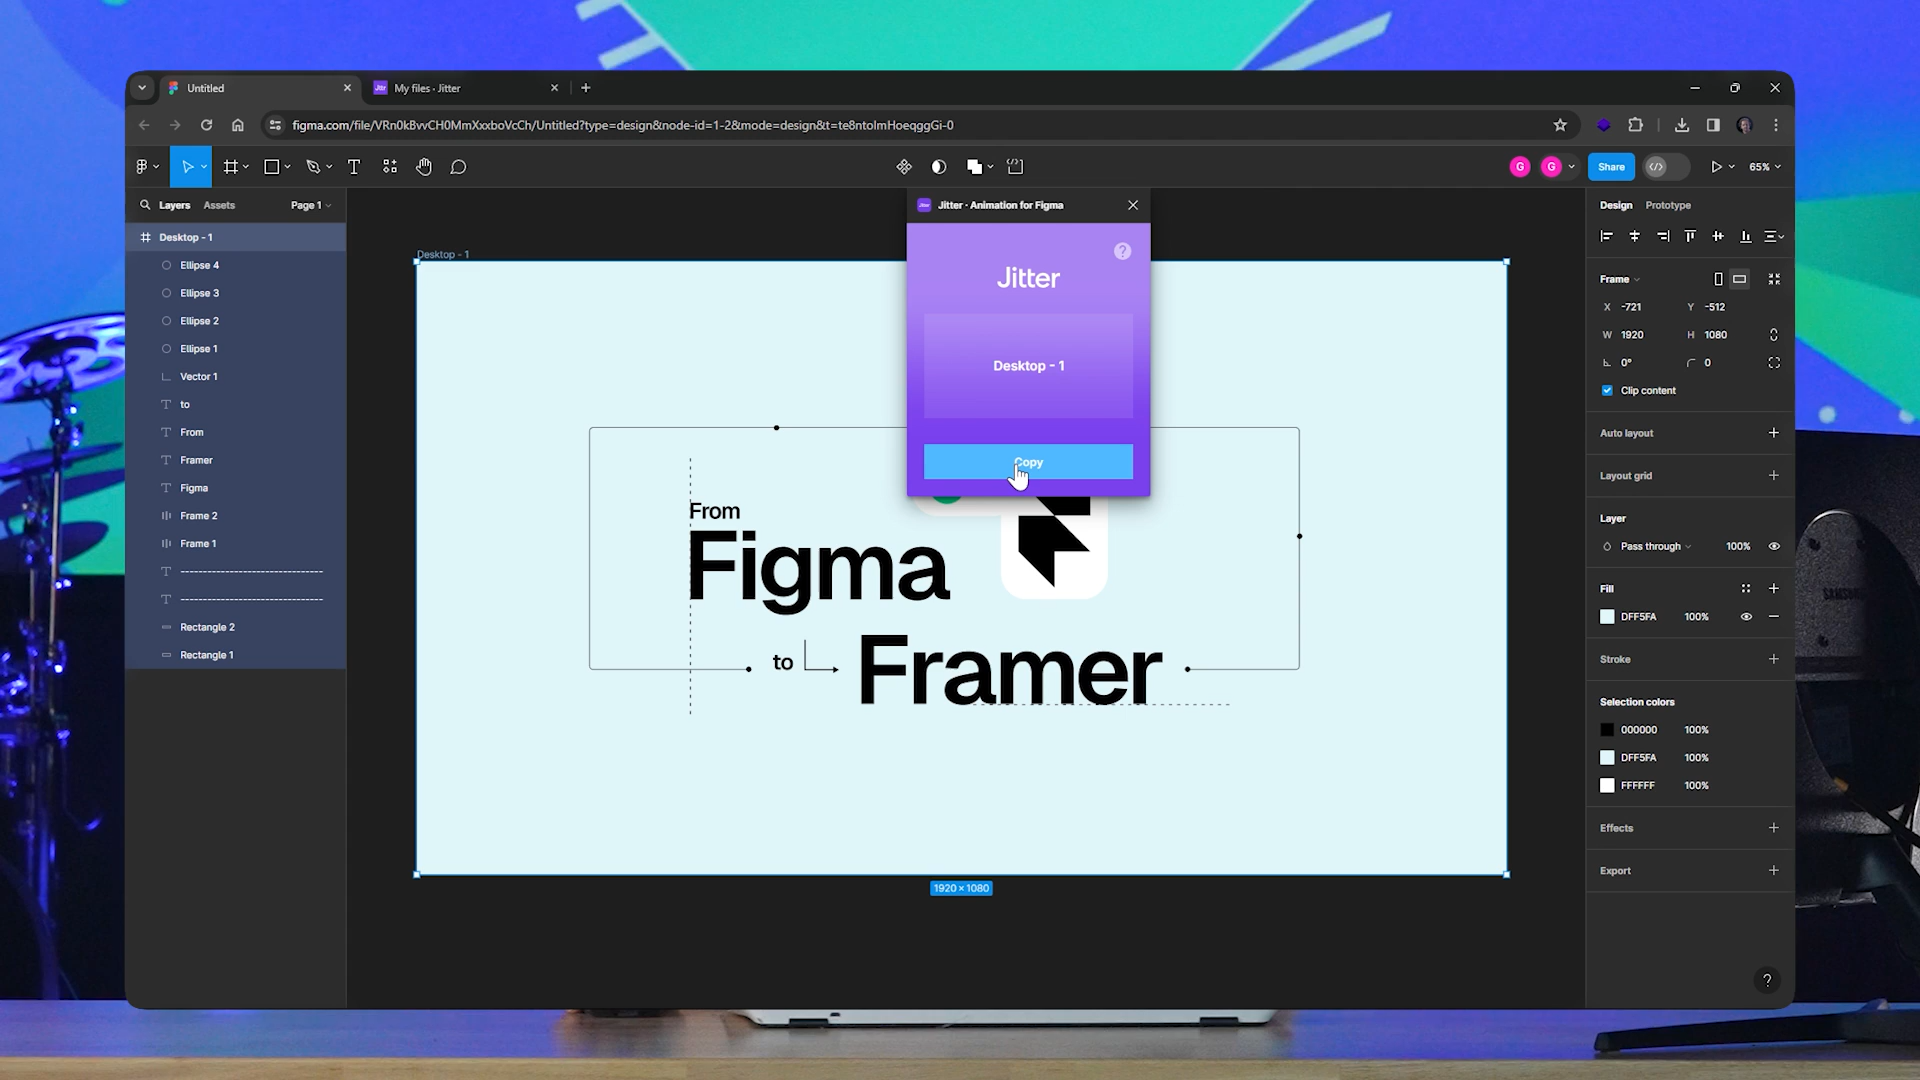 Untitled
Jitr
My files · Jitter
figma.com/file/VRn0kBvvCH0MmXxxboVcCh/Untitled?type=design&node-id=1-2&mode=design&t=te8ntolmHoeqggGi-0
G
G
Share
65%
Layers
Assets
Page 1
Desktop - 1
Ellipse 4
Ellipse 3
Ellipse 2
Ellipse 1
Vector 1
to
From
Framer
Figma
Frame 2
Frame 1
--------------------------------
--------------------------------
Rectangle 2
Rectangle 1
Desktop - 1
Jitter · Animation for Figma
?
Jitter
Desktop - 1
Copy
From
Figma
to
Framer
1920 × 1080
Design
Prototype
Frame
X -721
Y -512
W 1920
H 1080
0°
0
Clip content
Auto layout
Layout grid
Layer
Pass through
100%
Fill
DFF5FA 100%
Stroke
Selection colors
000000 100%
DFF5FA 100%
FFFFFF 100%
Effects
Export
?
SAMSUNG